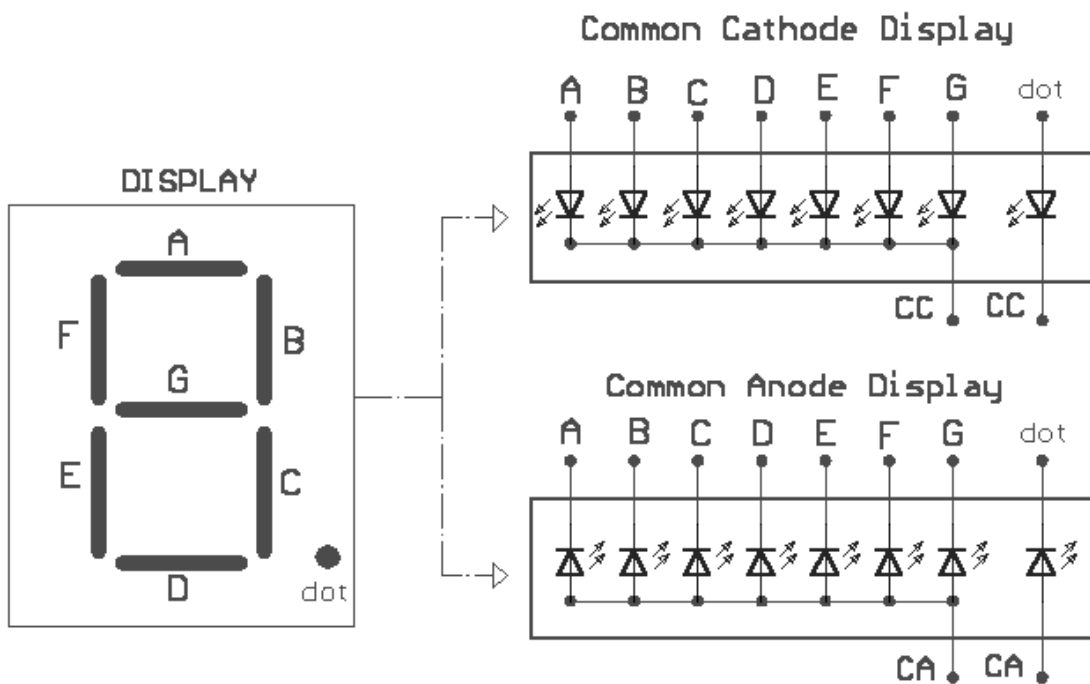 Common Cathode Display
A B C D E F G dot
CC CC
DISPLAY
A
F B
G
E C
D dot
Common Anode Display
A B C D E F G dot
CA CA